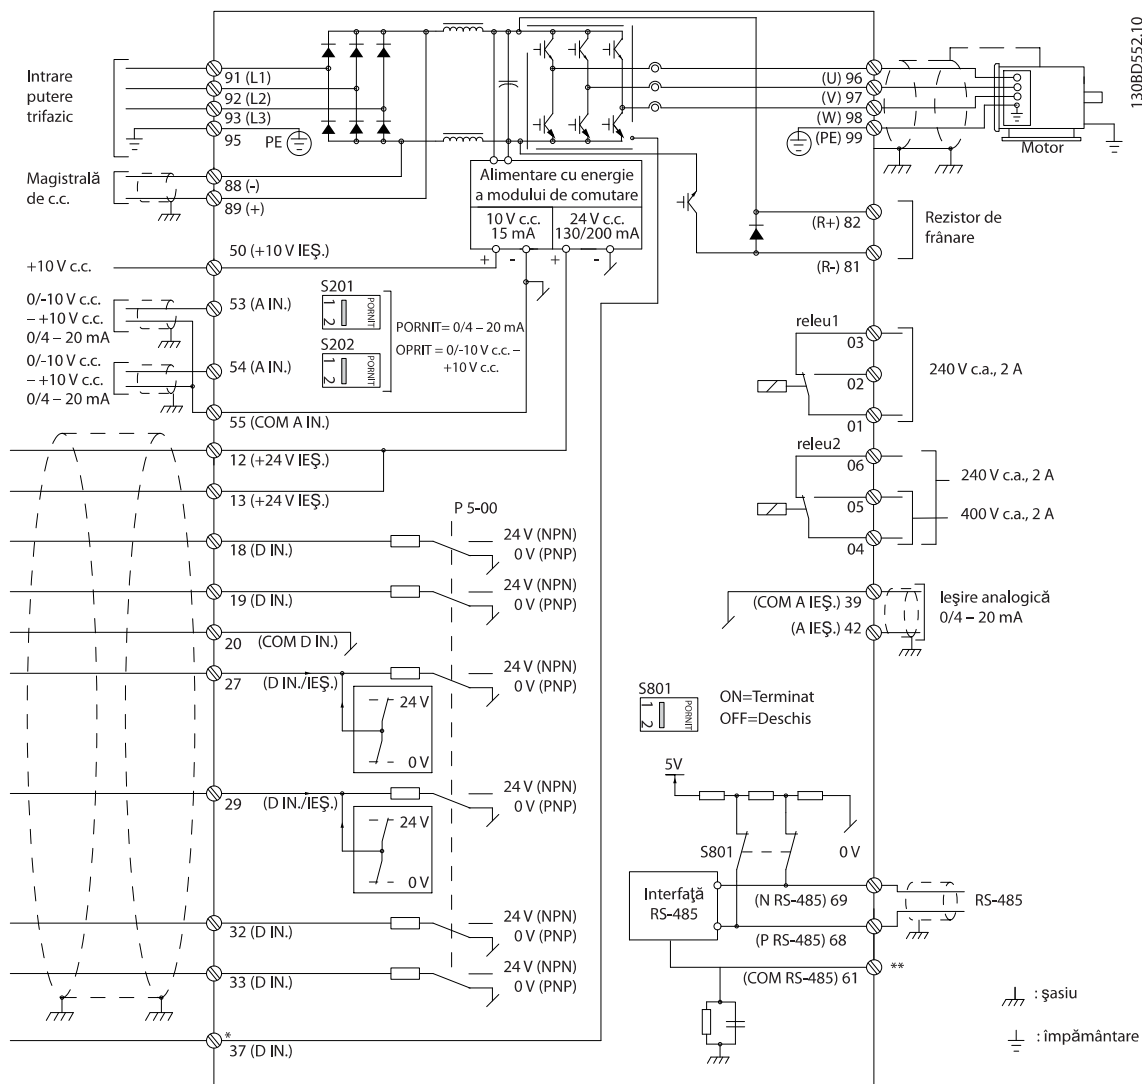 130BD552.10
Intrare
putere
trifazic
91 (L1)
92 (L2)
93 (L3)
95
PE
(U) 96
(V) 97
(W) 98
(PE) 99
Motor
Magistrală
de c.c.
88 (-)
89 (+)
Alimentare cu energie
a modului de comutare
10 V c.c.
15 mA
24 V c.c.
130/200 mA
+ - + -
(R+) 82
(R-) 81
Rezistor de
frânare
50 (+10 V IEŞ.)
+10 V c.c.
0/-10 V c.c.
– +10 V c.c.
0/4 – 20 mA
53 (A IN.)
S201
1 2
PORNIT
S202
1 2
PORNIT
PORNIT= 0/4 – 20 mA
OPRIT = 0/-10 V c.c. –
+10 V c.c.
0/-10 V c.c.
– +10 V c.c.
0/4 – 20 mA
54 (A IN.)
55 (COM A IN.)
releu1
03
02
01
240 V c.a., 2 A
12 (+24 V IEŞ.)
13 (+24 V IEŞ.)
releu2
06
05
04
240 V c.a., 2 A
400 V c.a., 2 A
P 5-00
18 (D IN.)
24 V (NPN)
0 V (PNP)
19 (D IN.)
24 V (NPN)
0 V (PNP)
20 (COM D IN.)
27 (D IN./IEŞ.)
24 V (NPN)
0 V (PNP)
24 V
0 V
29 (D IN./IEŞ.)
24 V (NPN)
0 V (PNP)
24 V
0 V
32 (D IN.)
24 V (NPN)
0 V (PNP)
33 (D IN.)
24 V (NPN)
0 V (PNP)
*
37 (D IN.)
(COM A IEŞ.) 39
(A IEŞ.) 42
Ieşire analogică
0/4 – 20 mA
S801
1 2
PORNIT
ON=Terminat
OFF=Deschis
5V
S801
0 V
Interfaţă
RS-485
(N RS-485) 69
(P RS-485) 68
(COM RS-485) 61
RS-485
**
: şasiu
: împământare